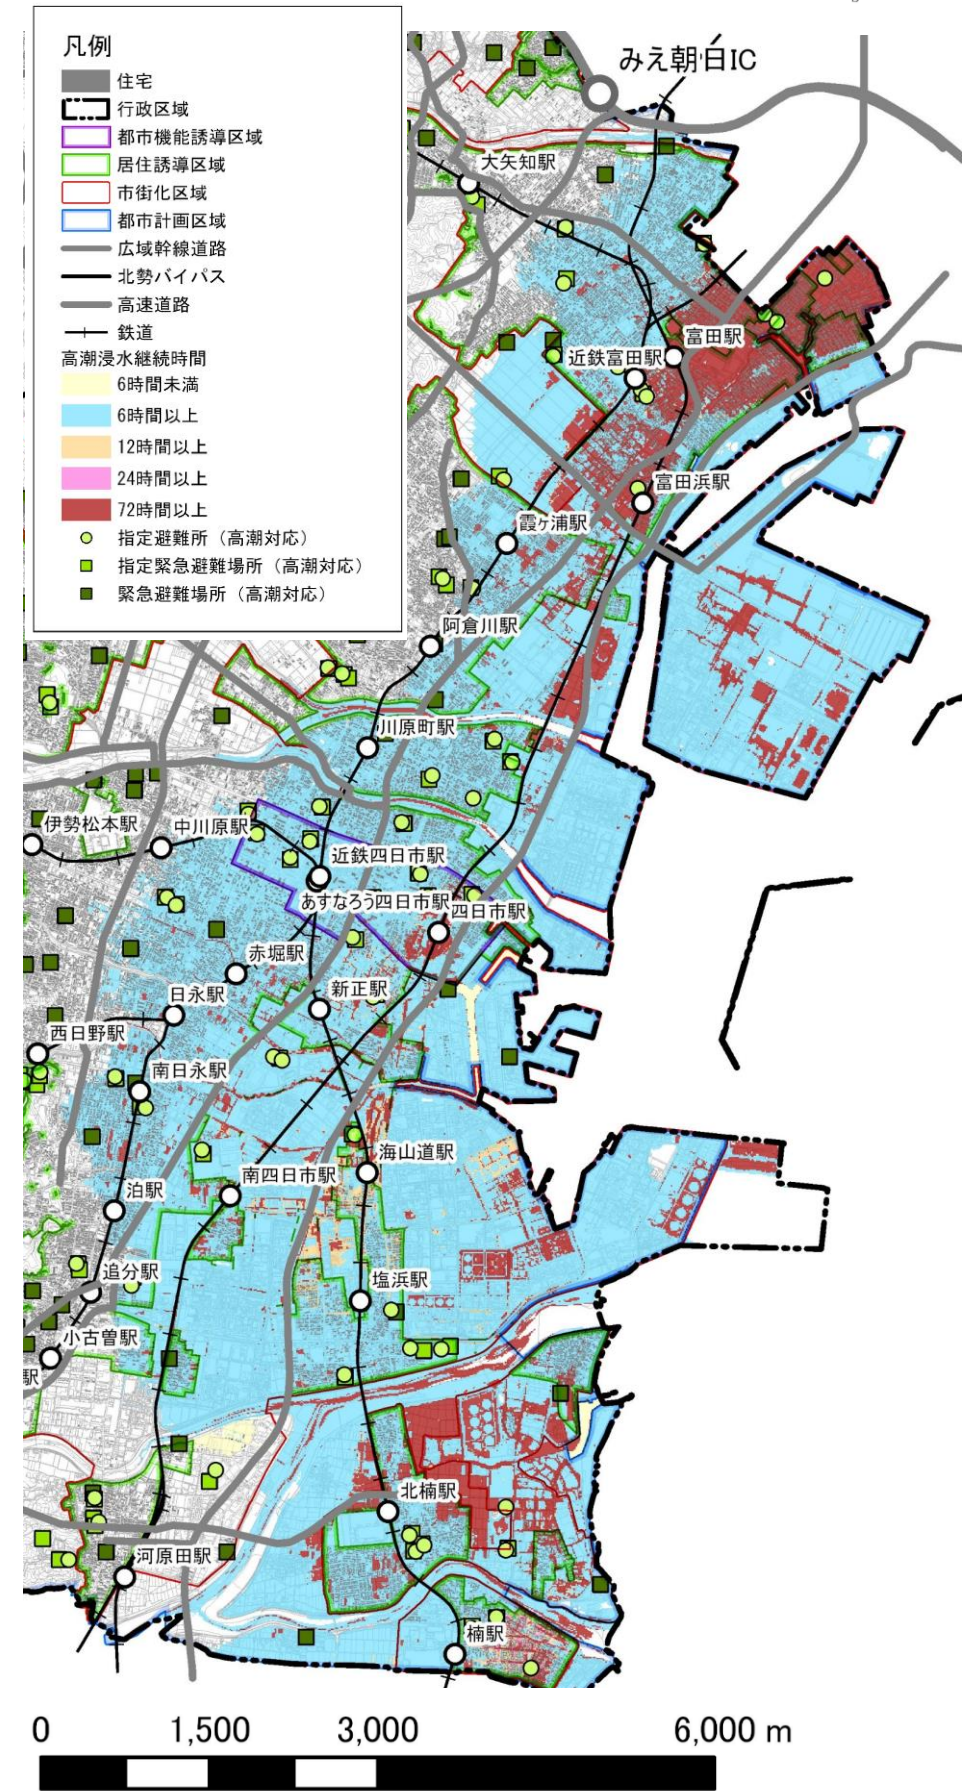 凡例
住宅
行政区域
都市機能誘導区域
居住誘導区域
市街化区域
都市計画区域
広域幹線道路
北勢バイパス
高速道路
鉄道
高潮浸水継続時間
6時間未満
6時間以上
12時間以上
24時間以上
72時間以上
指定避難所（高潮対応）
指定緊急避難場所（高潮対応）
緊急避難場所（高潮対応）
みえ朝日IC
大矢知駅
富田駅
近鉄富田駅
富田浜駅
霞ヶ浦駅
阿倉川駅
川原町駅
伊勢松本駅
中川原駅
近鉄四日市駅
あすなろう四日市駅
四日市駅
赤堀駅
日永駅
新正駅
西日野駅
南日永駅
海山道駅
南四日市駅
泊駅
追分駅
塩浜駅
小古曽駅
駅
北楠駅
河原田駅
楠駅
0 1,500 3,000 6,000 m